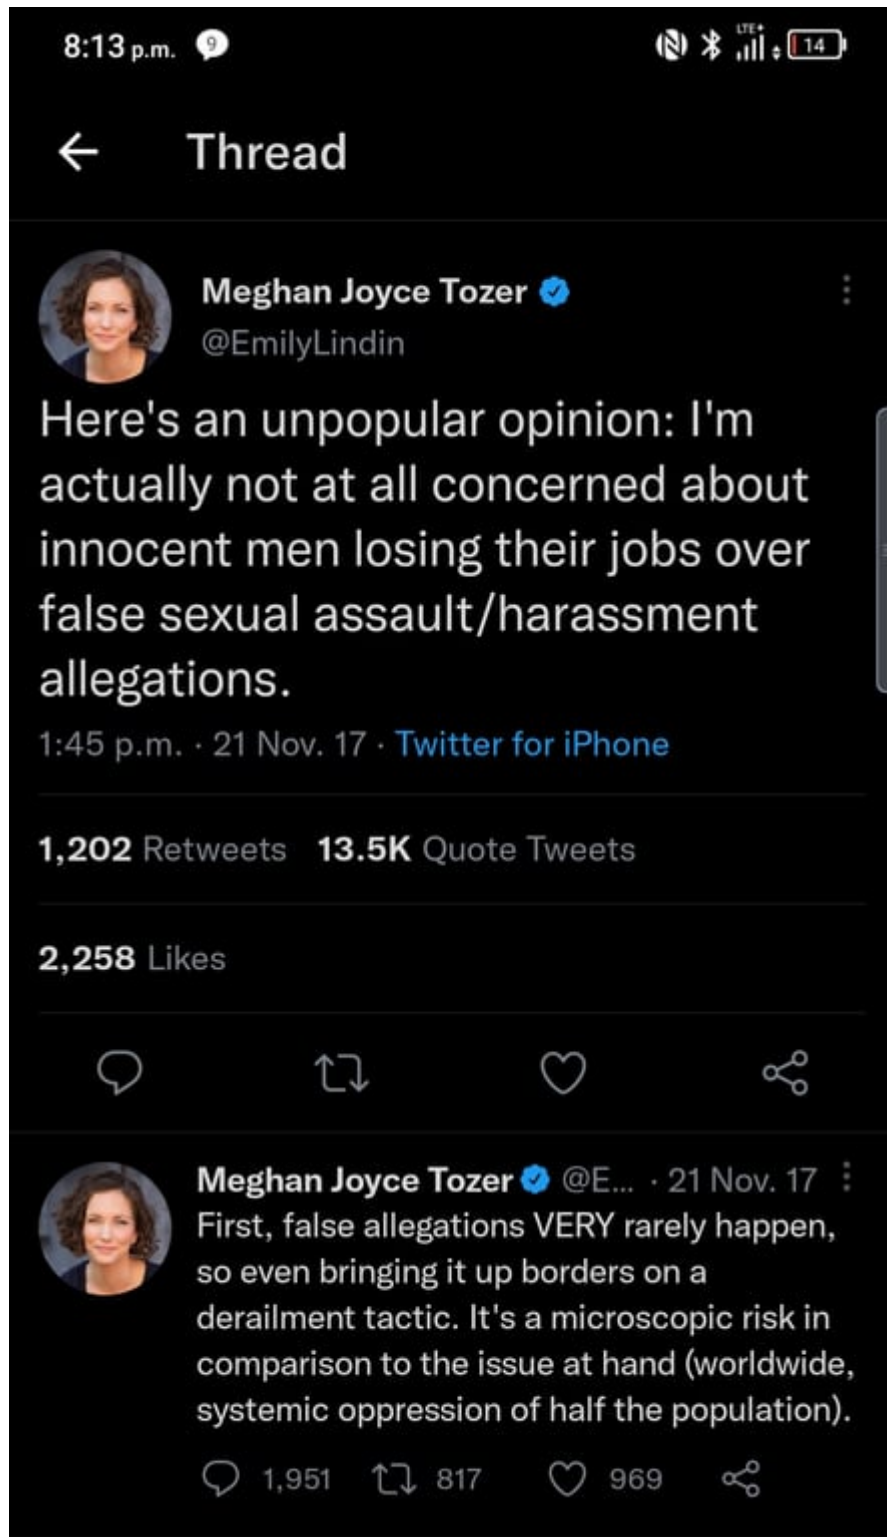 8:13 p.m. 9 LTE+ 14
Thread
Meghan Joyce Tozer
@EmilyLindin
Here's an unpopular opinion: I'm
actually not at all concerned about
innocent men losing their jobs over
false sexual assault/harassment
allegations.
1:45 p.m. · 21 Nov. 17 · Twitter for iPhone
1,202 Retweets 13.5K Quote Tweets
2,258 Likes
Meghan Joyce Tozer @E... · 21 Nov. 17
First, false allegations VERY rarely happen,
so even bringing it up borders on a
derailment tactic. It's a microscopic risk in
comparison to the issue at hand (worldwide,
systemic oppression of half the population).
1,951 817 969